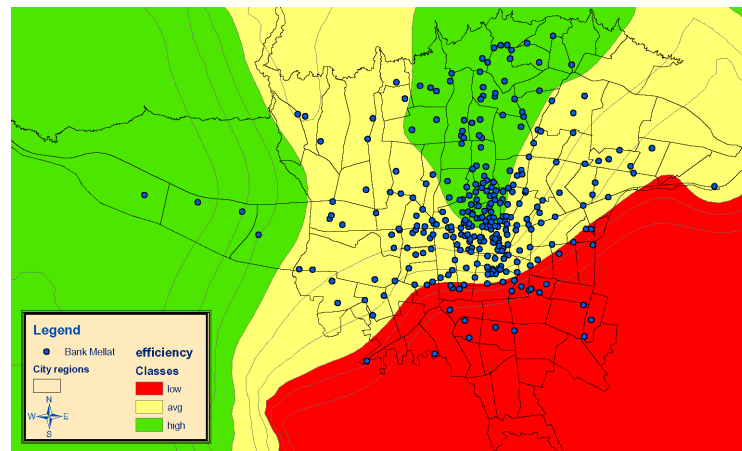 Legend
Bank Mellat
City regions
N
W E
S
efficiency
Classes
low
avg
high